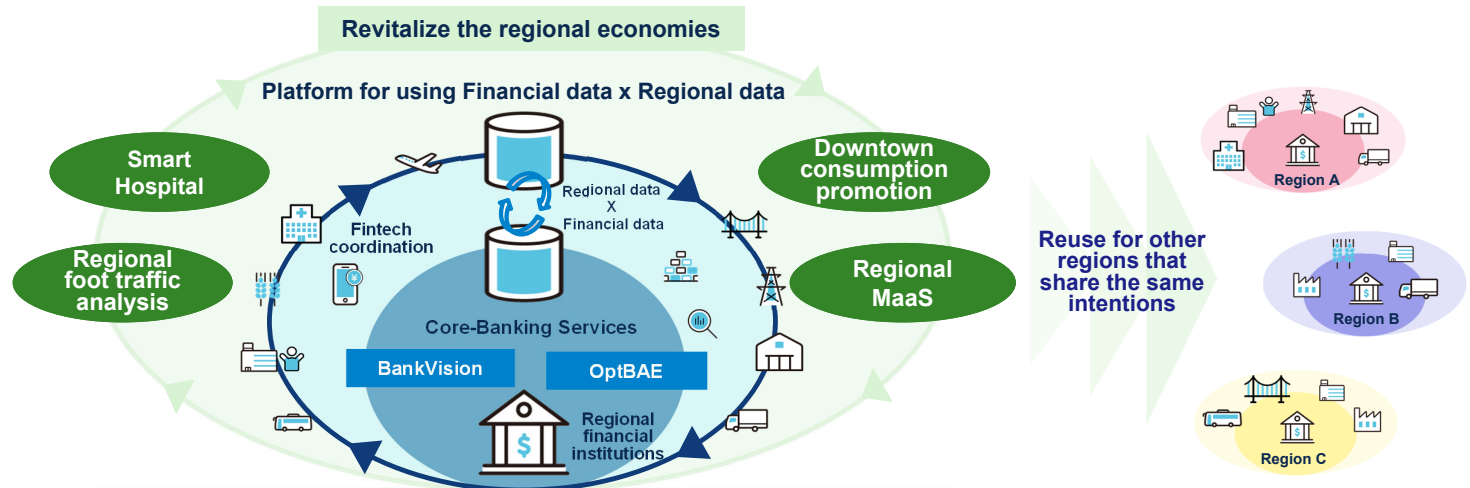 Revitalize the regional economies
Platform for using Financial data x Regional data
Smart
Hospital
Regional
foot traffic
analysis
Downtown
consumption
promotion
Regional
MaaS
Regional data
X
Financial data
Fintech
coordination
¥
Core-Banking Services
BankVision
OptBAE
$
Regional
financial
institutions
Reuse for other
regions that
share the same
intentions
$
Region A
$
Region B
$
Region C